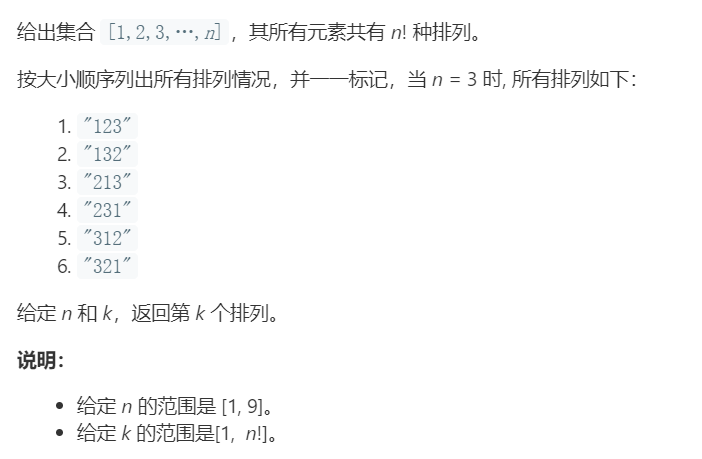 给出集合 [1,2,3,⋯,n]，其所有元素共有 n! 种排列。
按大小顺序列出所有排列情况，并一一标记，当 n = 3 时, 所有排列如下：
1. "123"
2. "132"
3. "213"
4. "231"
5. "312"
6. "321"
给定 n 和 k，返回第 k 个排列。
说明：
• 给定 n 的范围是 [1, 9]。
• 给定 k 的范围是[1,  n!]。